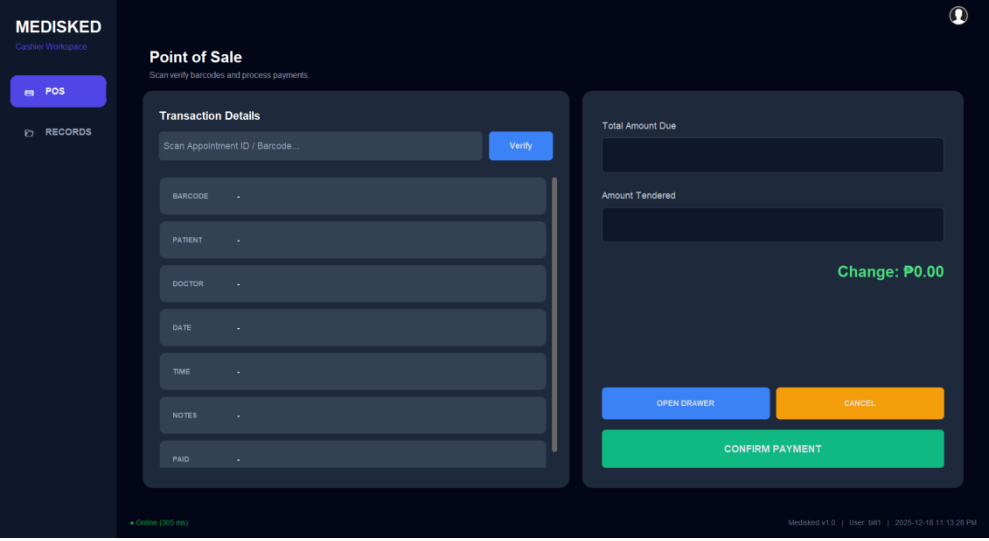 MEDISKED
Cashier Workspace
POS
RECORDS
Point of Sale
Scan verify barcodes and process payments.
Transaction Details
Scan Appointment ID / Barcode...
Verify
BARCODE -
PATIENT -
DOCTOR -
DATE -
TIME -
NOTES -
PAID -
Total Amount Due
Amount Tendered
Change: ₱0.00
OPEN DRAWER
CANCEL
CONFIRM PAYMENT
● Online (305 ms)
Medisked v1.0 | User: bill1 | 2025-12-18 11:13:26 PM